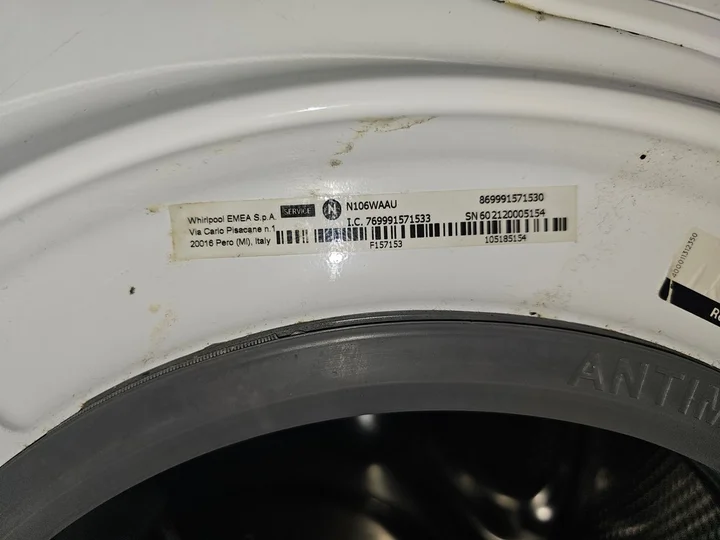 Whirlpool EMEA S.p.A.
Via Carlo Pisacane n.1
20016 Pero (MI), Italy
SERVICE N N106WAAU 869991571530
I.C. 769991571533 SN 602120005154
F157153 105185154
400011312350
ANTI